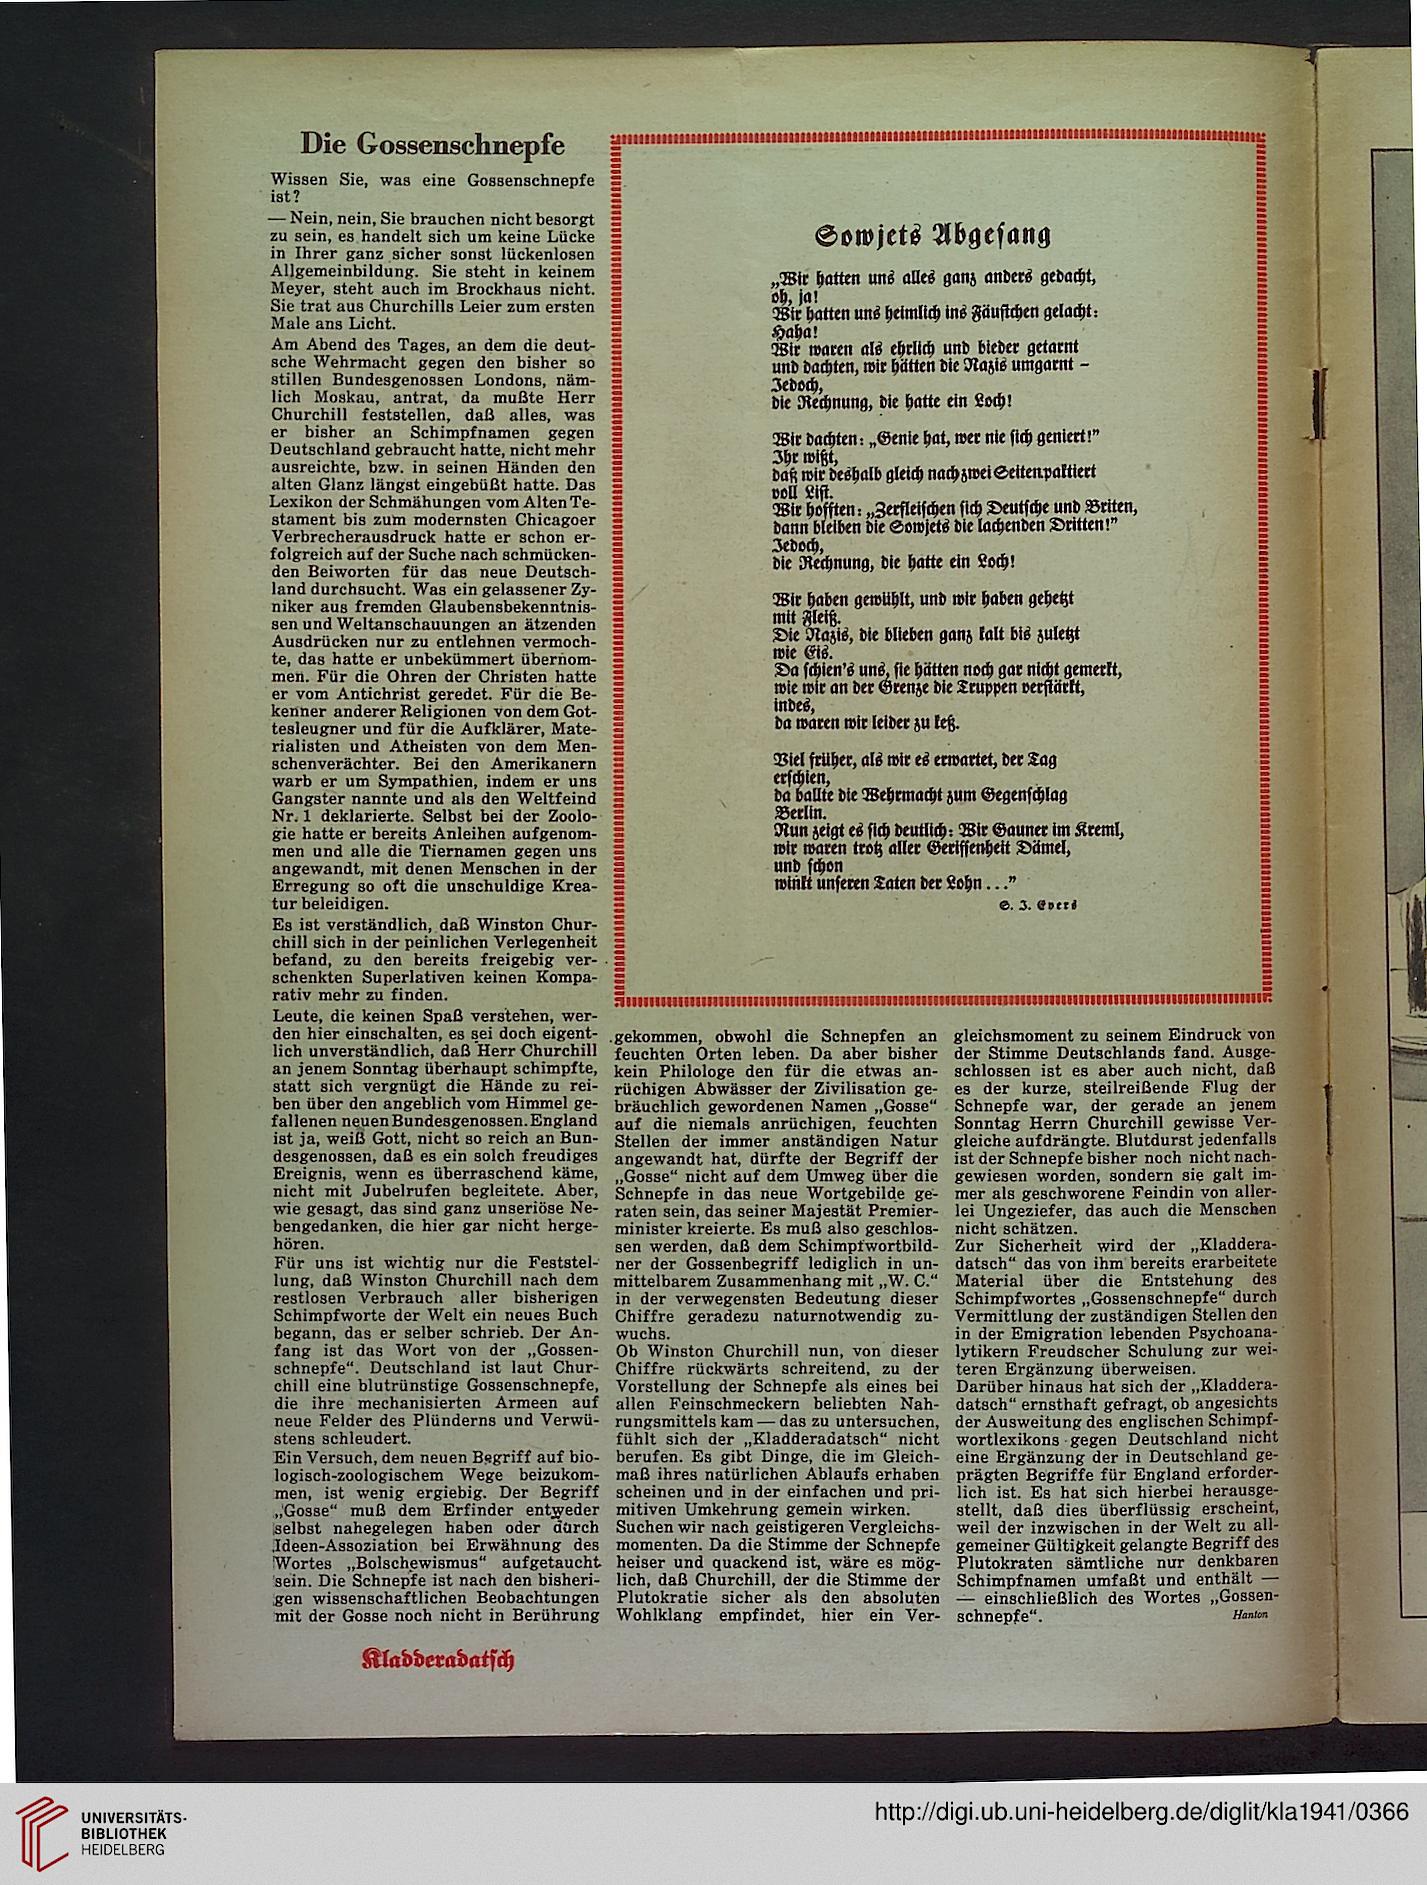 Die Gossenschnepfe
Wissen Sie, was eine Gossenschnepfe
ist?
— Nein, nein, Sie brauchen nicht besorgt
zu sein, es handelt sich um keine Lücke
in Ihrer ganz sicher sonst lückenlosen
Allgemeinbildung. Sie steht in keinem
Meyer, steht auch im Brockhaus nicht.
Sie trat aus Churchills Leier zum ersten
Male ans Licht.
Am Abend des Tages, an dem die deut-
sche Wehrmacht gegen den bisher so
stillen Bundesgenossen Londons, näm-
lich Moskau, antrat, da mußte Herr
Churchill feststellen, daß alles, was
er bisher an Schimpfnamen gegen
Deutschland gebraucht hatte, nicht mehr
ausreichte, bzw. in seinen Händen den
alten Glanz längst eingebüßt hatte. Das
Lexikon der Schmähungen vom Alten Te-
stament bis zum modernsten Chicagoer
Verbrecherausdruck hatte er schon er-
folgreich auf der Suche nach schmücken-
den Beiworten für das neue Deutsch-
land durchsucht. Was ein gelassener Zy-
niker aus fremden Glaubensbekenntnis-
sen und Weltanschauungen an ätzenden
Ausdrücken nur zu entlehnen vermoch-
te, das hatte er unbekümmert übernom-
men. Für die Ohren der Christen hatte
er vom Antichrist geredet. Für die Be-
kenner anderer Religionen von dem Got-
tesleugner und für die Aufklärer, Mate-
rialisten und Atheisten von dem Men-
schenverächter. Bei den Amerikanern
warb er um Sympathien, indem er uns
Gangster nannte und als den Weltfeind
Nr. 1 deklarierte. Selbst bei der Zoolo-
gie hatte er bereits Anleihen aufgenom-
men und alle die Tiernamen gegen uns
angewandt, mit denen Menschen in der
Erregung so oft die unschuldige Krea-
tur beleidigen.
Es ist verständlich, daß Winston Chur-
chill sich in der peinlichen Verlegenheit
befand, zu den bereits freigebig ver-
schenkten Superlativen keinen Kompa-
rativ mehr zu finden.
Leute, die keinen Spaß verstehen, wer-
den hier einschalten, es sei doch eigent-
lich unverständlich, daß Herr Churchill
an jenem Sonntag überhaupt schimpfte,
statt sich vergnügt die Hände zu rei-
ben über den angeblich vom Himmel ge-
fallenen neuen Bundesgenossen. England
ist ja, weiß Gott, nicht so reich an Bun-
desgenossen, daß es ein solch freudiges
Ereignis, wenn es überraschend käme,
nicht mit Jubelrufen begleitete. Aber,
wie gesagt, das sind ganz unseriöse Ne-
bengedanken, die hier gar nicht herge-
hören.
Für uns ist wichtig nur die Feststel-
lung, daß Winston Churchill nach dem
restlosen Verbrauch aller bisherigen
Schimpfworte der Welt ein neues Buch
begann, das er selber schrieb. Der An-
fang ist das Wort von der „Gossen-
schnepfe“. Deutschland ist laut Chur-
chill eine blutrünstige Gossenschnepfe,
die ihre mechanisierten Armeen auf
neue Felder des Plünderns und Verwü-
stens schleudert.
Ein Versuch, dem neuen Begriff auf bio-
logisch-zoologischem Wege beizukom-
men, ist wenig ergiebig. Der Begriff
„Gosse“ muß dem Erfinder entweder
selbst nahegelegen haben oder durch
Ideen-Assoziation bei Erwähnung des
Wortes „Bolschewismus“ aufgetaucht
sein. Die Schnepfe ist nach den bisheri-
gen wissenschaftlichen Beobachtungen
mit der Gosse noch nicht in Berührung
Sowjets Abgesang
„Wir hatten uns alles ganz anders gedacht,
oh, ja!
Wir hatten uns heimlich ins Fäustchen gelacht:
Haha!
Wir waren als ehrlich und bieder getarnt
und dachten, wir hätten die Nazis umgarnt –
Jedoch,
die Rechnung, die hatte ein Loch!
Wir dachten: „Genie hat, wer nie sich geniert!”
Ihr wißt,
daß wir deshalb gleich nach zwei Seiten paktiert
voll List.
Wir hofften: „Zerfleischen sich Deutsche und Briten,
dann bleiben die Sowjets die lachenden Dritten!”
Jedoch,
die Rechnung, die hatte ein Loch!
Wir haben gewühlt, und wir haben gehetzt
mit Fleiß.
Die Nazis, die blieben ganz kalt bis zuletzt
wie Eis.
Da schien's uns, sie hätten noch gar nicht gemerkt,
wie wir an der Grenze die Truppen verstärkt,
indes,
da waren wir leider zu keß.
Viel früher, als wir es erwartet, der Tag
erschien,
da ballte die Wehrmacht zum Gegenschlag
Berlin.
Nun zeigt es sich deutlich: Wir Gauner im Kreml,
wir waren trotz aller Gerissenheit Dämel,
und schon
winkt unseren Taten der Lohn . . .”
S. J. Evers
gekommen, obwohl die Schnepfen an
feuchten Orten leben. Da aber bisher
kein Philologe den für die etwas an-
rüchigen Abwässer der Zivilisation ge-
bräuchlich gewordenen Namen „Gosse“
auf die niemals anrüchigen, feuchten
Stellen der immer anständigen Natur
angewandt hat, dürfte der Begriff der
„Gosse“ nicht auf dem Umweg über die
Schnepfe in das neue Wortgebilde ge-
raten sein, das seiner Majestät Premier-
minister kreierte. Es muß also geschlos-
sen werden, daß dem Schimpfwortbild-
ner der Gossenbegriff lediglich in un-
mittelbarem Zusammenhang mit „W. C.“
in der verwegensten Bedeutung dieser
Chiffre geradezu naturnotwendig zu-
wuchs.
Ob Winston Churchill nun, von dieser
Chiffre rückwärts schreitend, zu der
Vorstellung der Schnepfe als eines bei
allen Feinschmeckern beliebten Nah-
rungsmittels kam — das zu untersuchen,
fühlt sich der „Kladderadatsch“ nicht
berufen. Es gibt Dinge, die im Gleich-
maß ihres natürlichen Ablaufs erhaben
scheinen und in der einfachen und pri-
mitiven Umkehrung gemein wirken.
Suchen wir nach geistigeren Vergleichs-
momenten. Da die Stimme der Schnepfe
heiser und quackend ist, wäre es mög-
lich, daß Churchill, der die Stimme der
Plutokratie sicher als den absoluten
Wohlklang empfindet, hier ein Ver-
gleichsmoment zu seinem Eindruck von
der Stimme Deutschlands fand. Ausge-
schlossen ist es aber auch nicht, daß
es der kurze, steilreißende Flug der
Schnepfe war, der gerade an jenem
Sonntag Herrn Churchill gewisse Ver-
gleiche aufdrängte. Blutdurst jedenfalls
ist der Schnepfe bisher noch nicht nach-
gewiesen worden, sondern sie galt im-
mer als geschworene Feindin von aller-
lei Ungeziefer, das auch die Menschen
nicht schätzen.
Zur Sicherheit wird der „Kladdera-
datsch“ das von ihm bereits erarbeitete
Material über die Entstehung des
Schimpfwortes „Gossenschnepfe“ durch
Vermittlung der zuständigen Stellen den
in der Emigration lebenden Psychoana-
lytikern Freudscher Schulung zur wei-
teren Ergänzung überweisen.
Darüber hinaus hat sich der „Kladdera-
datsch“ ernsthaft gefragt, ob angesichts
der Ausweitung des englischen Schimpf-
wortlexikons gegen Deutschland nicht
eine Ergänzung der in Deutschland ge-
prägten Begriffe für England erforder-
lich ist. Es hat sich hierbei herausge-
stellt, daß dies überflüssig erscheint,
weil der inzwischen in der Welt zu all-
gemeiner Gültigkeit gelangte Begriff des
Plutokraten sämtliche nur denkbaren
Schimpfnamen umfaßt und enthält —
— einschließlich des Wortes „Gossen-
schnepfe“.
Hanton
Kladderadatsch
UNIVERSITÄTS-
BIBLIOTHEK
HEIDELBERG
http://digi.ub.uni-heidelberg.de/diglit/kla1941/0366